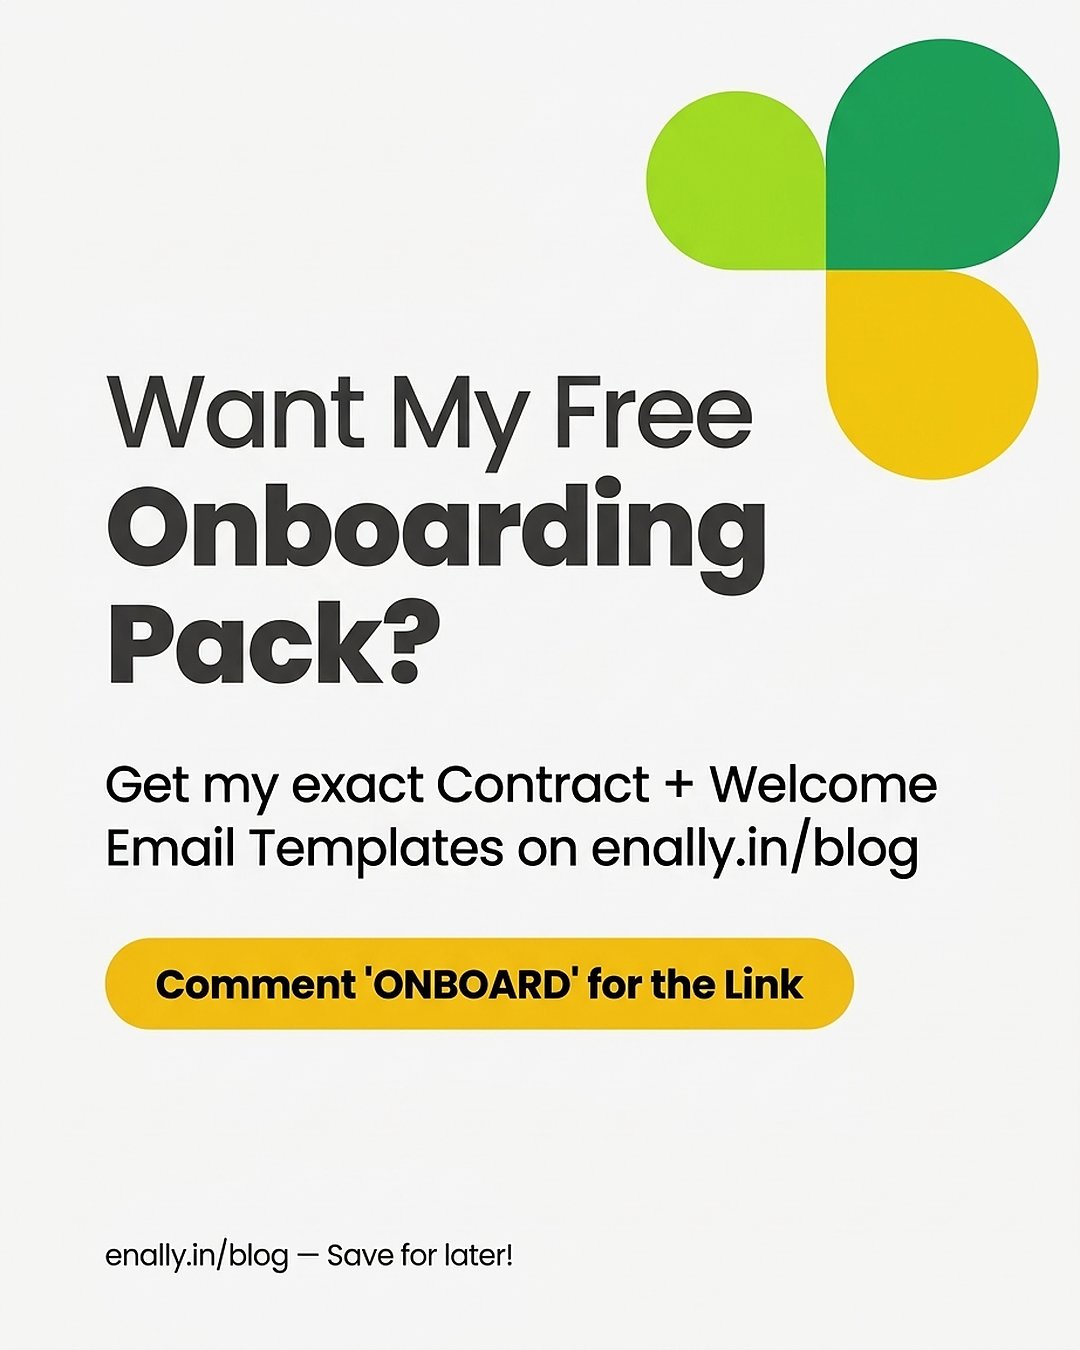 Want My Free
Onboarding
Pack?
Get my exact Contract + Welcome
Email Templates on enally.in/blog
Comment 'ONBOARD' for the Link
enally.in/blog — Save for later!